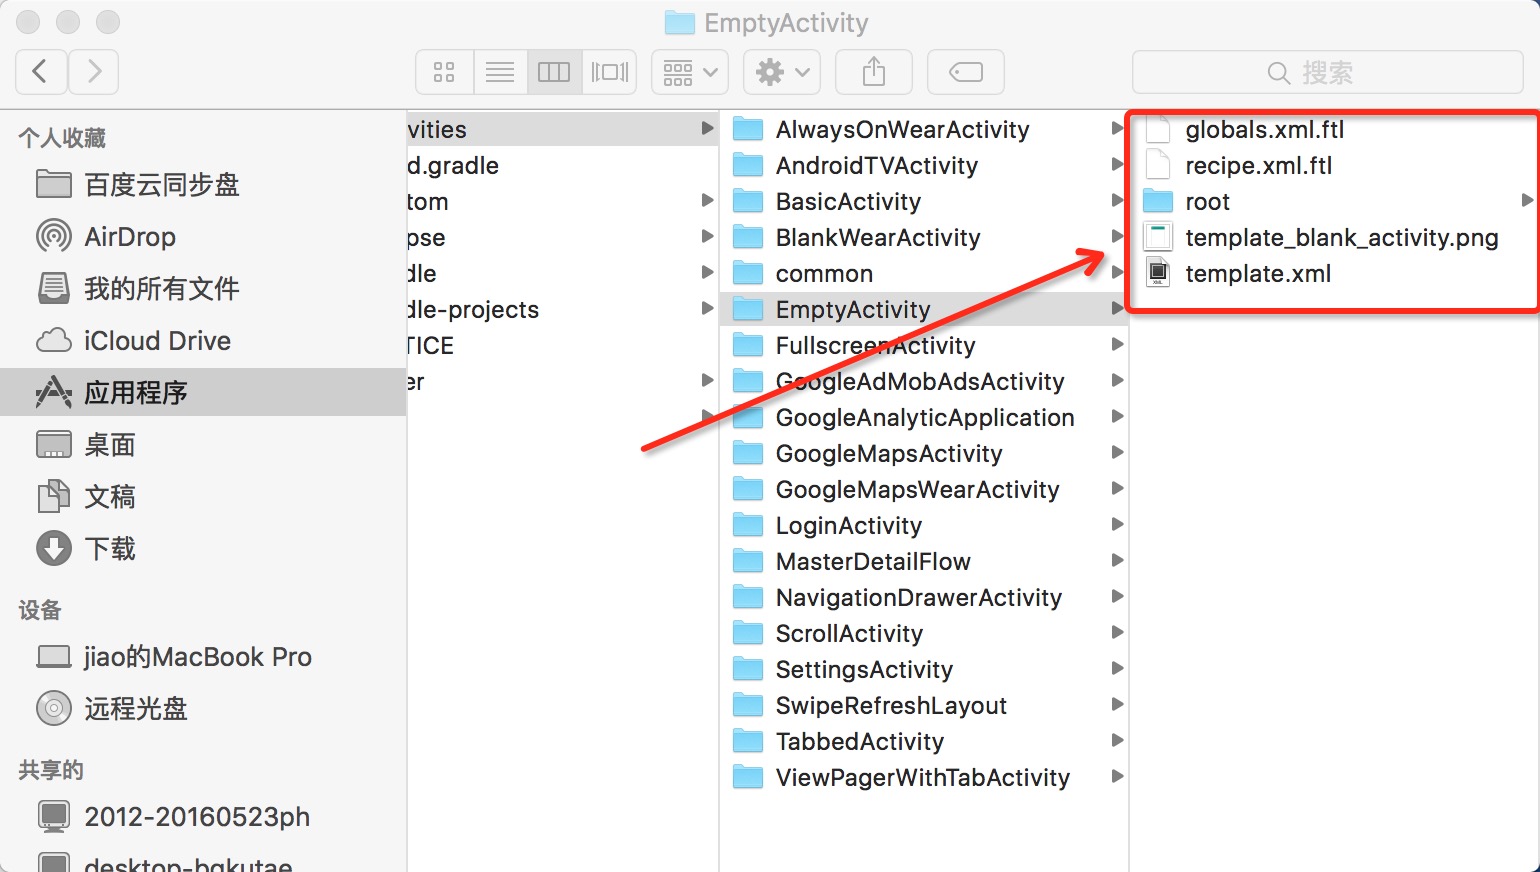 EmptyActivity
搜索
个人收藏
百度云同步盘
AirDrop
我的所有文件
iCloud Drive
应用程序
桌面
文稿
下载
设备
jiao的MacBook Pro
远程光盘
共享的
2012-20160523ph
desktop-bgkutae
vities
d.gradle
tom
pse
dle
dle-projects
TICE
er
AlwaysOnWearActivity
AndroidTVActivity
BasicActivity
BlankWearActivity
common
EmptyActivity
FullscreenActivity
GoogleAdMobAdsActivity
GoogleAnalyticApplication
GoogleMapsActivity
GoogleMapsWearActivity
LoginActivity
MasterDetailFlow
NavigationDrawerActivity
ScrollActivity
SettingsActivity
SwipeRefreshLayout
TabbedActivity
ViewPagerWithTabActivity
globals.xml.ftl
recipe.xml.ftl
root
template_blank_activity.png
template.xml